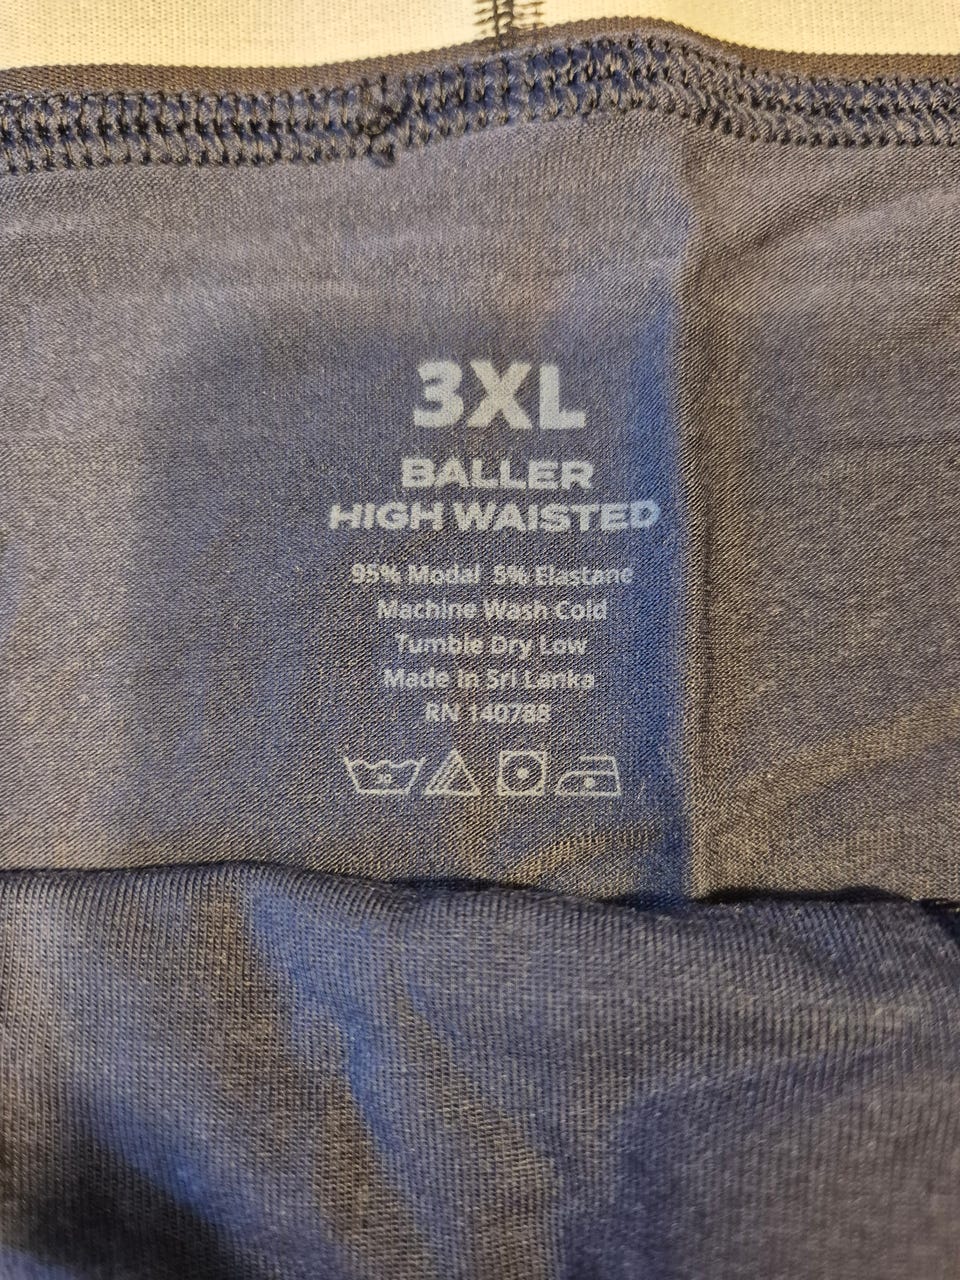 3XL
BALLER
HIGH WAISTED
95% Modal 5% Elastane
Machine Wash Cold
Tumble Dry Low
Made in Sri Lanka
RN 140788
30